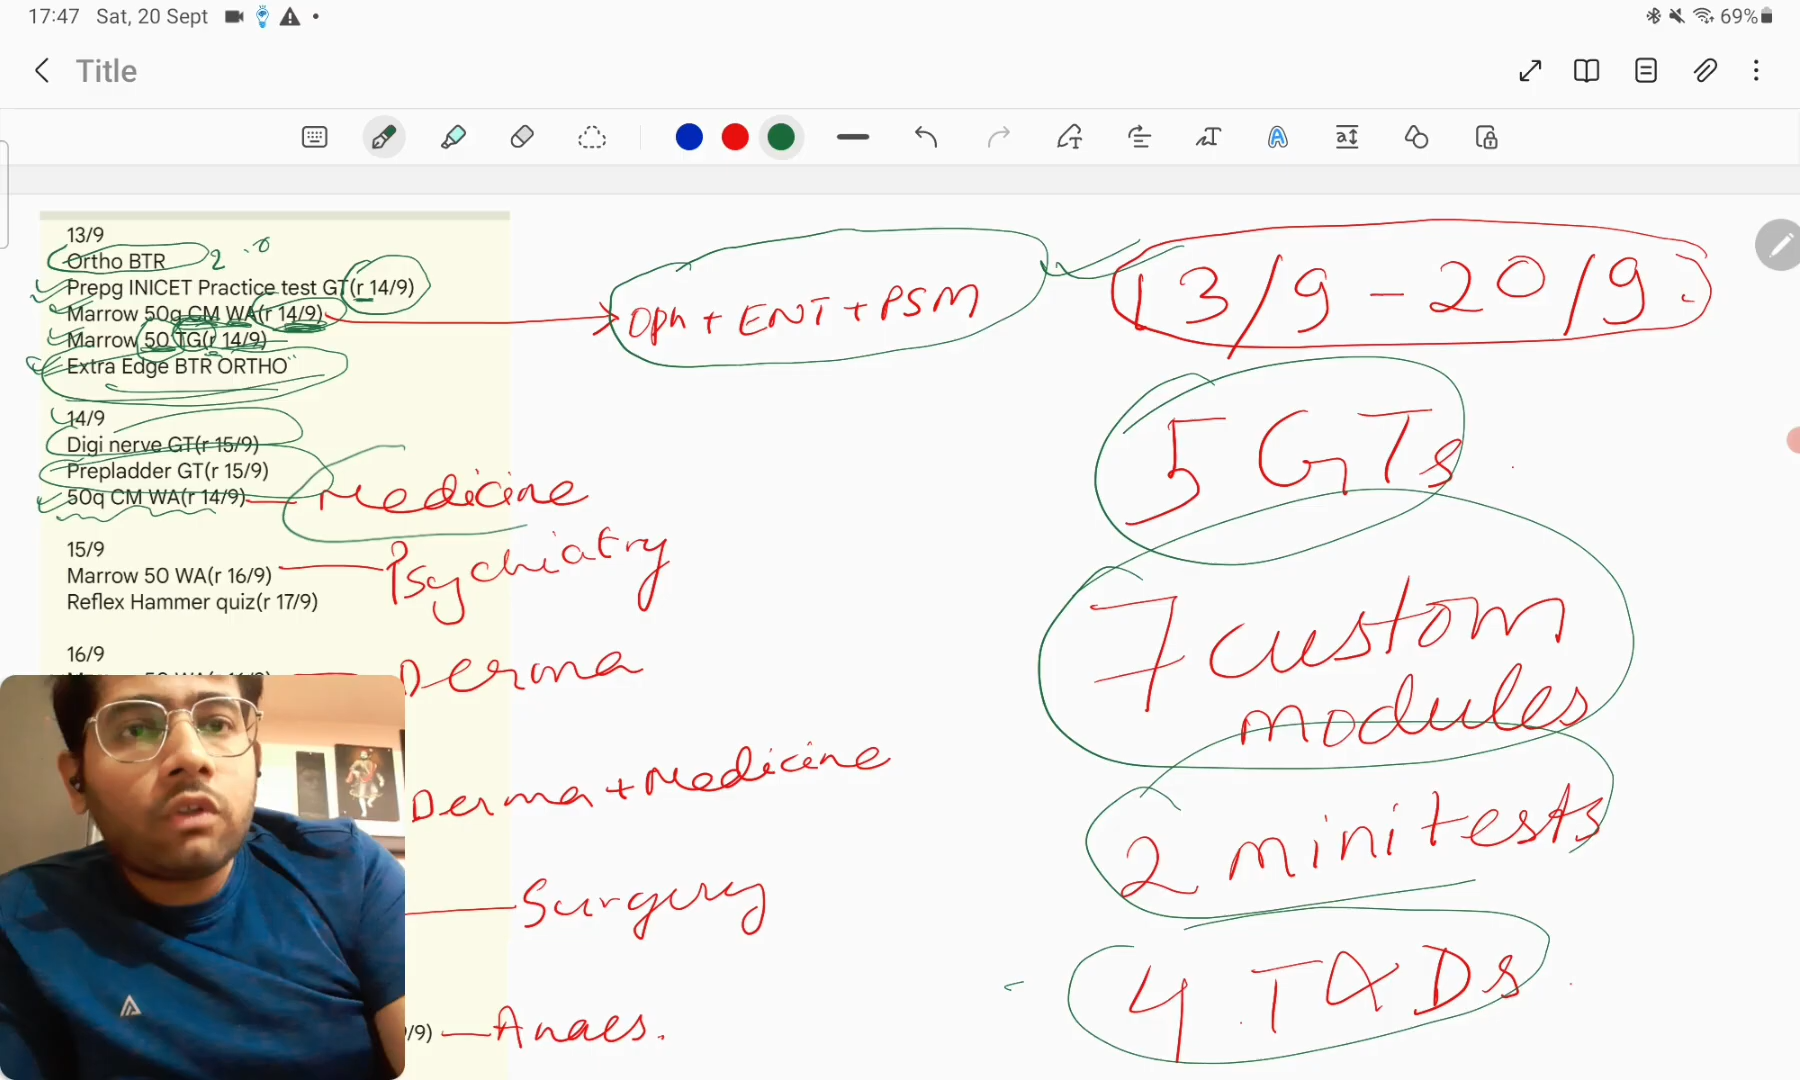 17:47 Sat, 20 Sept
69%
Title
13/9
Ortho BTR 2.0
Prepg INICET Practice test GT(r 14/9)
Marrow 50q CM WA(r 14/9)
Oph + ENT + PSM
13/9 - 20/9
Marrow 50 TG(r 14/9)
Extra Edge BTR ORTHO
5 GTs
14/9
Digi nerve GT(r 15/9)
Prepladder GT(r 15/9)
50q CM WA(r 14/9)
Medicine
15/9
Marrow 50 WA(r 16/9)
Psychiatry
Reflex Hammer quiz(r 17/9)
7 custom modules
16/9
Derma
Derma + Medicine
2 minitests
Surgery
4 TQDs
/9)
Anaes.